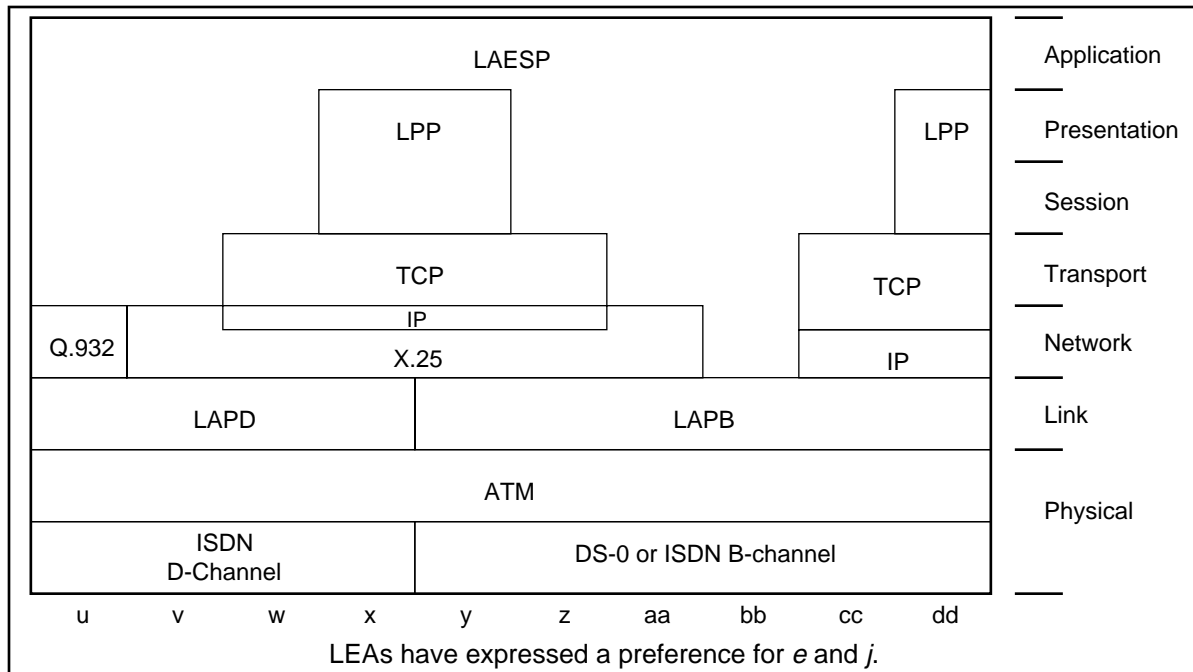 LAESP
Application
LPP
LPP
Presentation
Session
TCP
TCP
Transport
IP
Q.932
X.25
IP
Network
LAPD
LAPB
Link
ATM
Physical
ISDN
D-Channel
DS-0 or ISDN B-channel
u v w x y z aa bb cc dd
LEAs have expressed a preference for e and j.